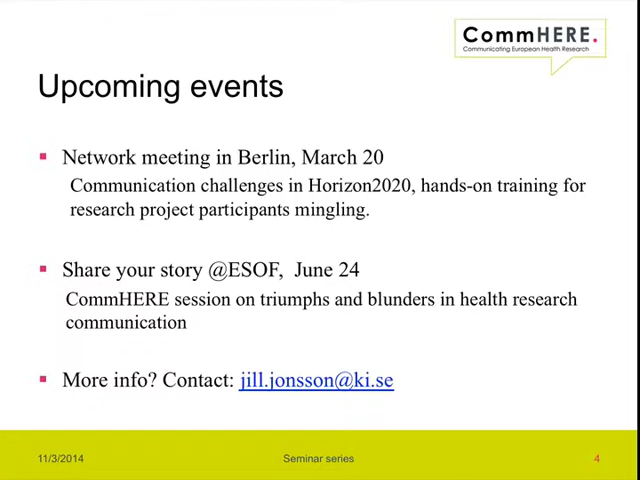 CommHERE.
Communicating European Health Research
Upcoming events
Network meeting in Berlin, March 20
Communication challenges in Horizon2020, hands-on training for
research project participants mingling.
Share your story @ESOF, June 24
CommHERE session on triumphs and blunders in health research
communication
More info? Contact: jill.jonsson@ki.se
11/3/2014
Seminar series
4